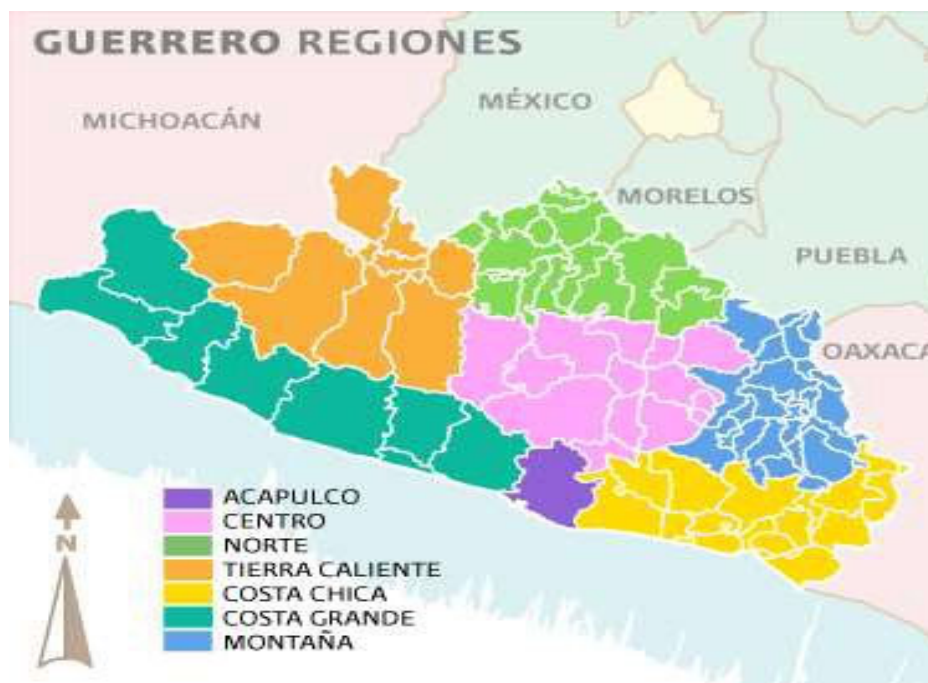 GUERRERO REGIONES
MÉXICO
MICHOACÁN
MORELOS
PUEBLA
OAXACA
ACAPULCO
CENTRO
NORTE
TIERRA CALIENTE
COSTA CHICA
COSTA GRANDE
MONTAÑA
N